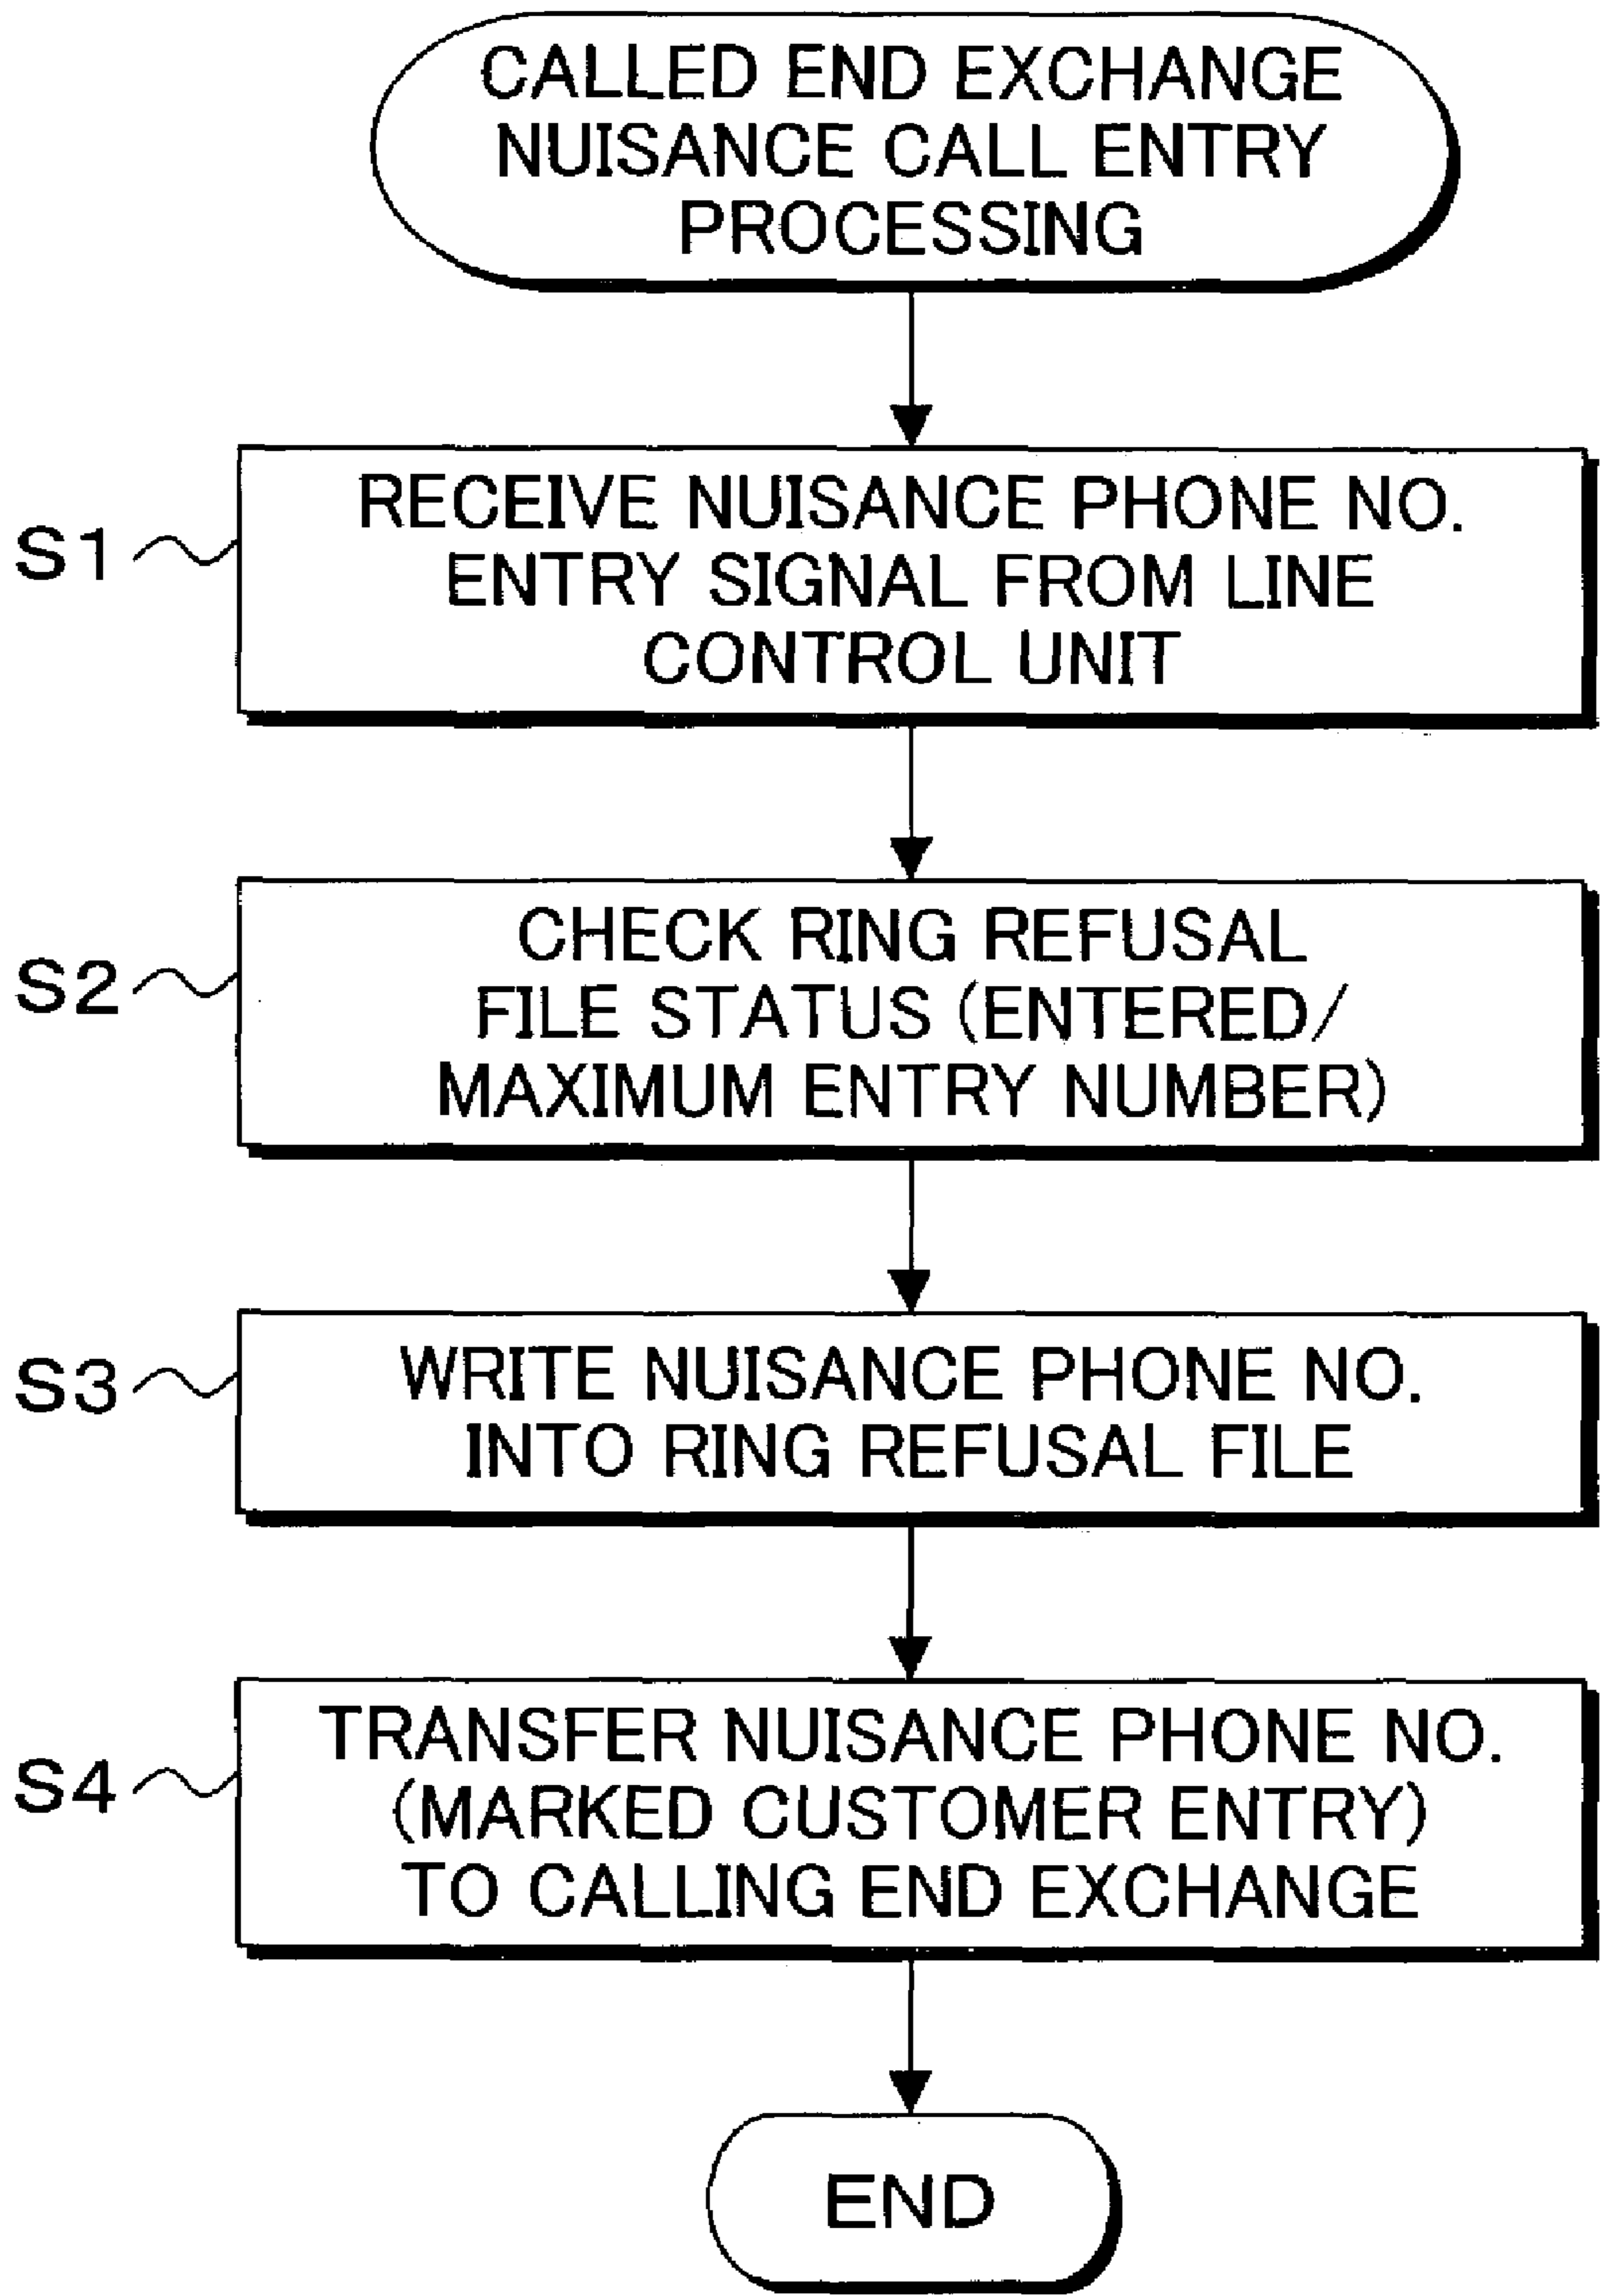 CALLED END EXCHANGE
NUISANCE CALL ENTRY
PROCESSING
S1
RECEIVE NUISANCE PHONE NO.
ENTRY SIGNAL FROM LINE
CONTROL UNIT
S2
CHECK RING REFUSAL
FILE STATUS (ENTERED/
MAXIMUM ENTRY NUMBER)
S3
WRITE NUISANCE PHONE NO.
INTO RING REFUSAL FILE
S4
TRANSFER NUISANCE PHONE NO.
(MARKED CUSTOMER ENTRY)
TO CALLING END EXCHANGE
END